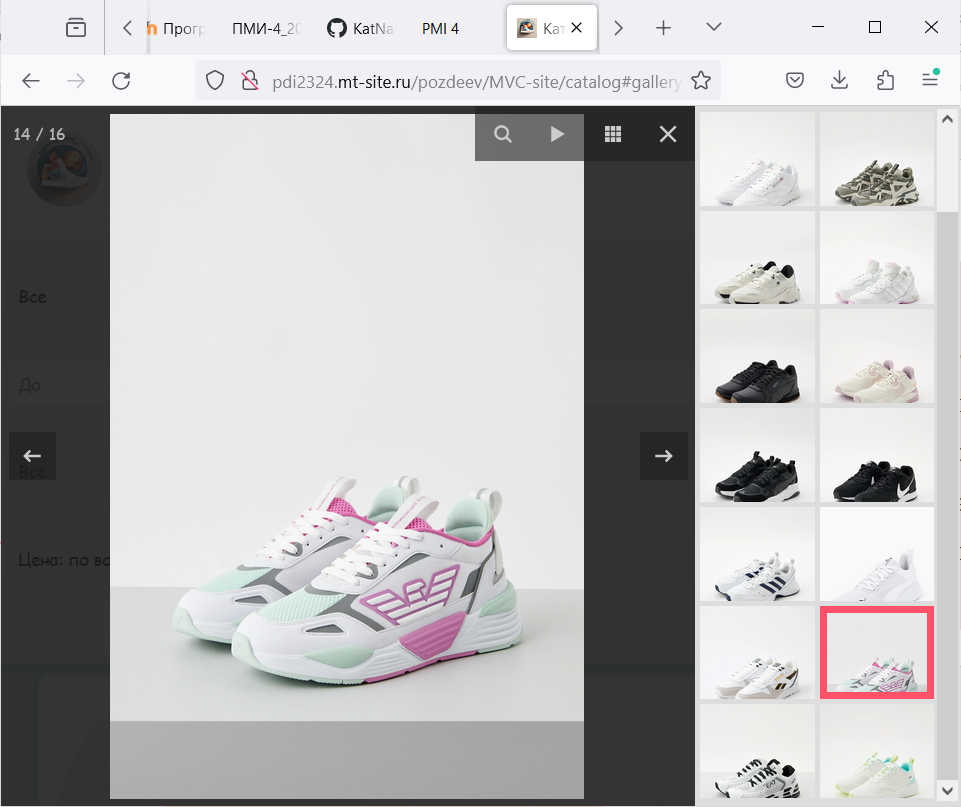 Прогр
ПМИ-4_20
KatNa
PMI 4
Кат
pdi2324.mt-site.ru/pozdeev/MVC-site/catalog#gallery
14 / 16
Все
До
Все
Цена: по во